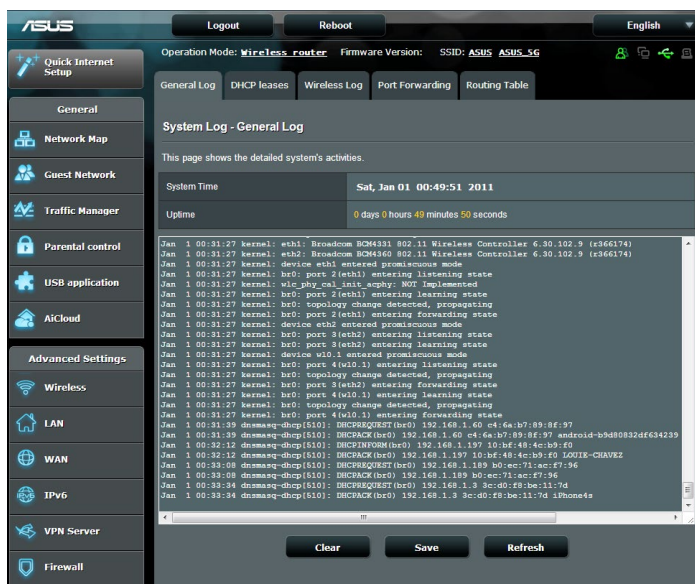 ASUS
Logout
Reboot
English
Quick Internet
Setup
Operation Mode: Wireless router Firmware Version: SSID: ASUS ASUS_5G
General Log
DHCP leases
Wireless Log
Port Forwarding
Routing Table
General
Network Map
Guest Network
Traffic Manager
Parental control
USB application
AiCloud
Advanced Settings
Wireless
LAN
WAN
IPv6
VPN Server
Firewall
System Log - General Log
This page shows the detailed system's activities.
System Time Sat, Jan 01 00:49:51 2011
Uptime 0 days 0 hours 49 minutes 50 seconds
Jan 1 00:31:27 kernel: eth1: Broadcom BCM4331 802.11 Wireless Controller 6.30.102.9 (r366174)
Jan 1 00:31:27 kernel: eth2: Broadcom BCM4360 802.11 Wireless Controller 6.30.102.9 (r366174)
Jan 1 00:31:27 kernel: device eth1 entered promiscuous mode
Jan 1 00:31:27 kernel: br0: port 2(eth1) entering listening state
Jan 1 00:31:27 kernel: wlc_phy_cal_init_acphy: NOT Implemented
Jan 1 00:31:27 kernel: br0: port 2(eth1) entering learning state
Jan 1 00:31:27 kernel: br0: topology change detected, propagating
Jan 1 00:31:27 kernel: br0: port 2(eth1) entering forwarding state
Jan 1 00:31:27 kernel: device eth2 entered promiscuous mode
Jan 1 00:31:27 kernel: br0: port 3(eth2) entering listening state
Jan 1 00:31:27 kernel: br0: port 3(eth2) entering learning state
Jan 1 00:31:27 kernel: device wl0.1 entered promiscuous mode
Jan 1 00:31:27 kernel: br0: port 4(wl0.1) entering listening state
Jan 1 00:31:27 kernel: br0: topology change detected, propagating
Jan 1 00:31:27 kernel: br0: port 3(eth2) entering forwarding state
Jan 1 00:31:27 kernel: br0: port 4(wl0.1) entering learning state
Jan 1 00:31:27 kernel: br0: topology change detected, propagating
Jan 1 00:31:27 kernel: br0: port 4(wl0.1) entering forwarding state
Jan 1 00:31:39 dnsmasq-dhcp[510]: DHCPREQUEST(br0) 192.168.1.60 c4:6a:b7:89:8f:97
Jan 1 00:31:39 dnsmasq-dhcp[510]: DHCPACK(br0) 192.168.1.60 c4:6a:b7:89:8f:97 android-b9d80832df634239
Jan 1 00:32:12 dnsmasq-dhcp[510]: DHCPINFORM(br0) 192.168.1.197 10:bf:48:4c:b9:f0
Jan 1 00:32:12 dnsmasq-dhcp[510]: DHCPACK(br0) 192.168.1.197 10:bf:48:4c:b9:f0 LOUIE-CHAVEZ
Jan 1 00:33:08 dnsmasq-dhcp[510]: DHCPREQUEST(br0) 192.168.1.189 b0:ec:71:ac:f7:96
Jan 1 00:33:08 dnsmasq-dhcp[510]: DHCPACK(br0) 192.168.1.189 b0:ec:71:ac:f7:96
Jan 1 00:33:34 dnsmasq-dhcp[510]: DHCPREQUEST(br0) 192.168.1.3 3c:d0:f8:be:11:7d
Jan 1 00:33:34 dnsmasq-dhcp[510]: DHCPACK(br0) 192.168.1.3 3c:d0:f8:be:11:7d iPhone4s
Clear
Save
Refresh